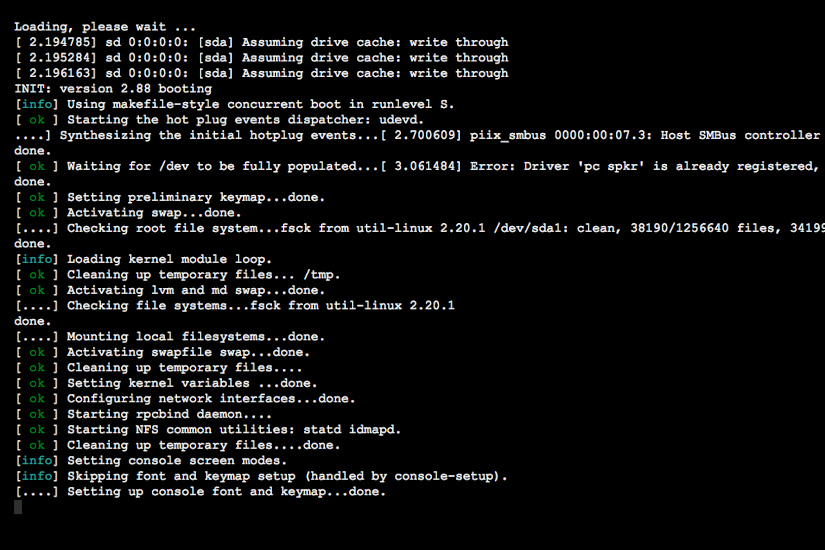 Loading, please wait ...
[ 2.194785] sd 0:0:0:0: [sda] Assuming drive cache: write through
[ 2.195284] sd 0:0:0:0: [sda] Assuming drive cache: write through
[ 2.196163] sd 0:0:0:0: [sda] Assuming drive cache: write through
INIT: version 2.88 booting
[info] Using makefile-style concurrent boot in runlevel S.
[ ok ] Starting the hot plug events dispatcher: udevd.
....] Synthesizing the initial hotplug events...[ 2.700609] piix_smbus 0000:00:07.3: Host SMBus controller
done.
[ ok ] Waiting for /dev to be fully populated...[ 3.061484] Error: Driver 'pc spkr' is already registered,
done.
[ ok ] Setting preliminary keymap...done.
[ ok ] Activating swap...done.
[....] Checking root file system...fsck from util-linux 2.20.1 /dev/sda1: clean, 38190/1256640 files, 34199
done.
[info] Loading kernel module loop.
[ ok ] Cleaning up temporary files... /tmp.
[ ok ] Activating lvm and md swap...done.
[....] Checking file systems...fsck from util-linux 2.20.1
done.
[....] Mounting local filesystems...done.
[ ok ] Activating swapfile swap...done.
[ ok ] Cleaning up temporary files....
[ ok ] Setting kernel variables ...done.
[ ok ] Configuring network interfaces...done.
[ ok ] Starting rpcbind daemon....
[ ok ] Starting NFS common utilities: statd idmapd.
[ ok ] Cleaning up temporary files....done.
[info] Setting console screen modes.
[info] Skipping font and keymap setup (handled by console-setup).
[....] Setting up console font and keymap...done.